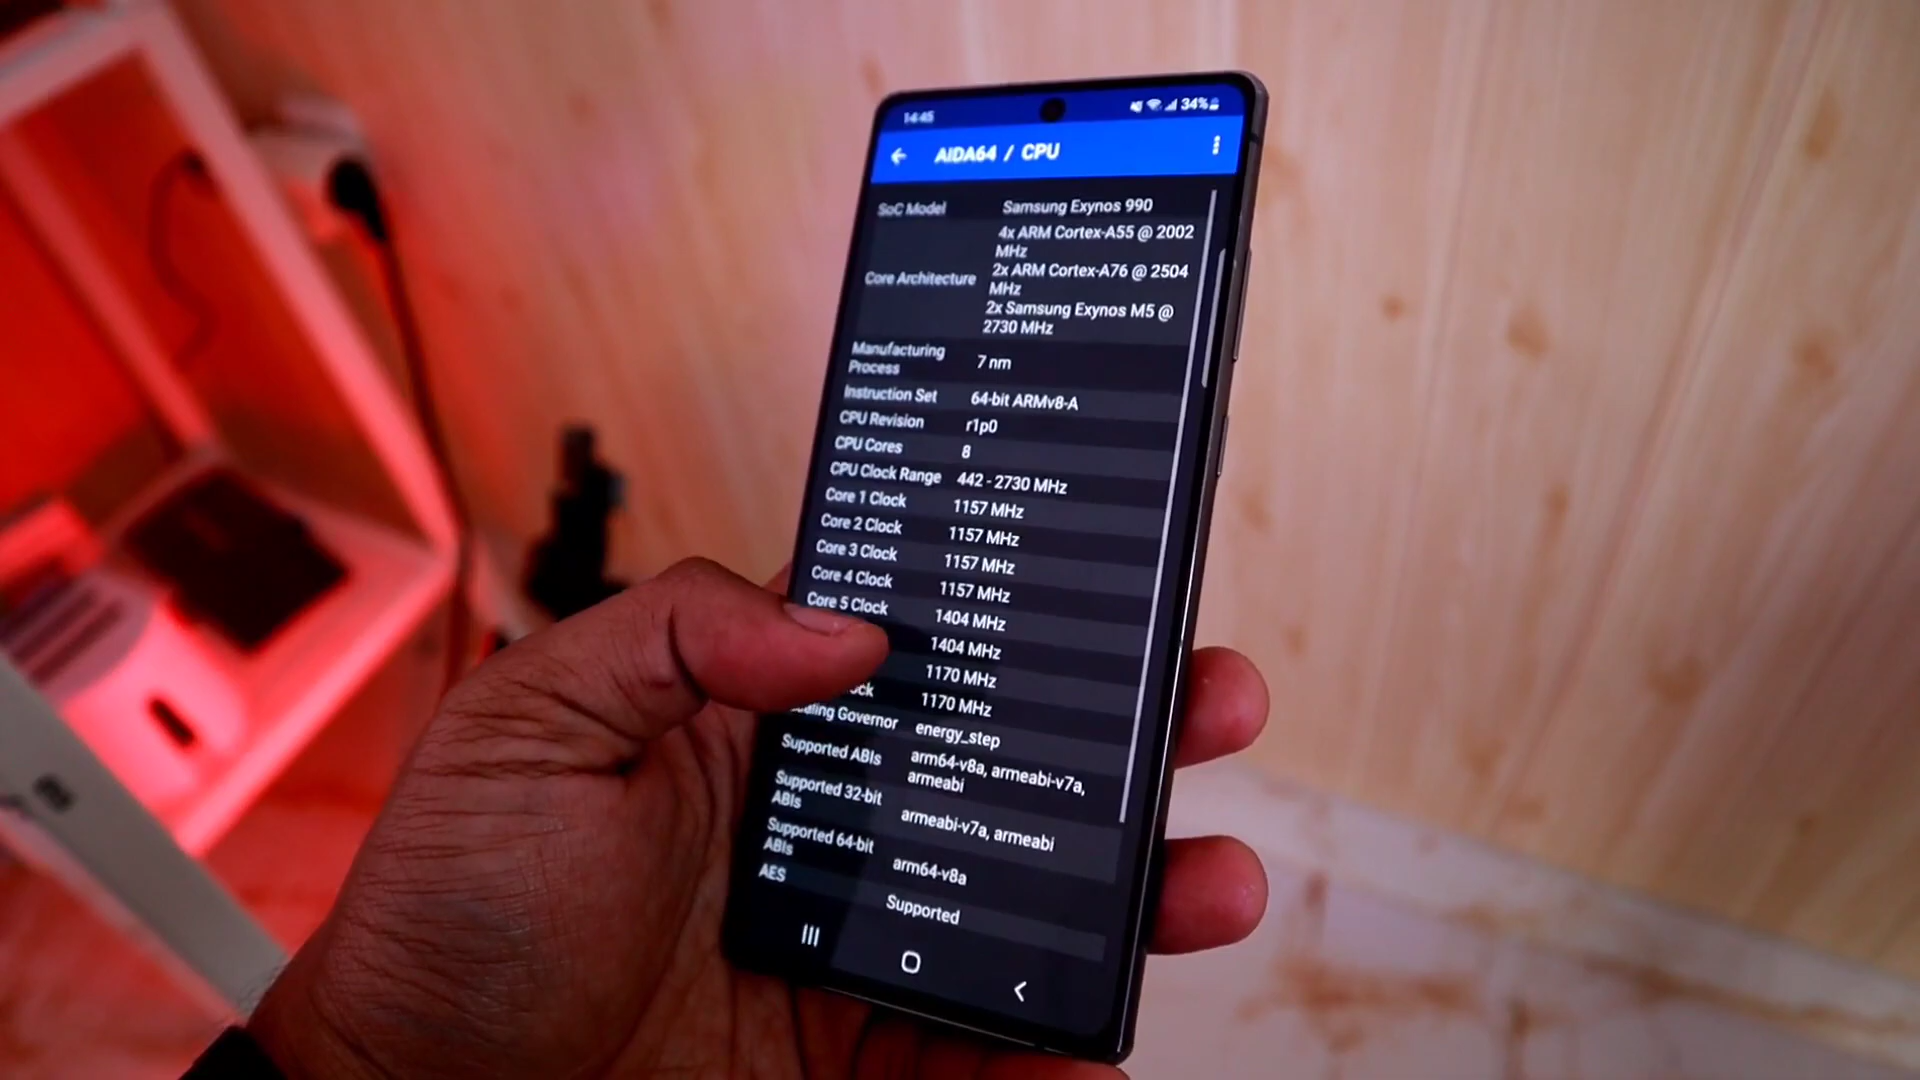 14:45
34%
AIDA64 / CPU
SoC Model Samsung Exynos 990
Core Architecture 4x ARM Cortex-A55 @ 2002
MHz
2x ARM Cortex-A76 @ 2504
MHz
2x Samsung Exynos M5 @
2730 MHz
Manufacturing
Process 7 nm
Instruction Set 64-bit ARMv8-A
CPU Revision r1p0
CPU Cores 8
CPU Clock Range 442 - 2730 MHz
Core 1 Clock 1157 MHz
Core 2 Clock 1157 MHz
Core 3 Clock 1157 MHz
Core 4 Clock 1157 MHz
Core 5 Clock 1404 MHz
1404 MHz
1170 MHz
ock 1170 MHz
aling Governor energy_step
Supported ABIs arm64-v8a, armeabi-v7a,
armeabi
Supported 32-bit
ABIs armeabi-v7a, armeabi
Supported 64-bit
ABIs arm64-v8a
AES Supported